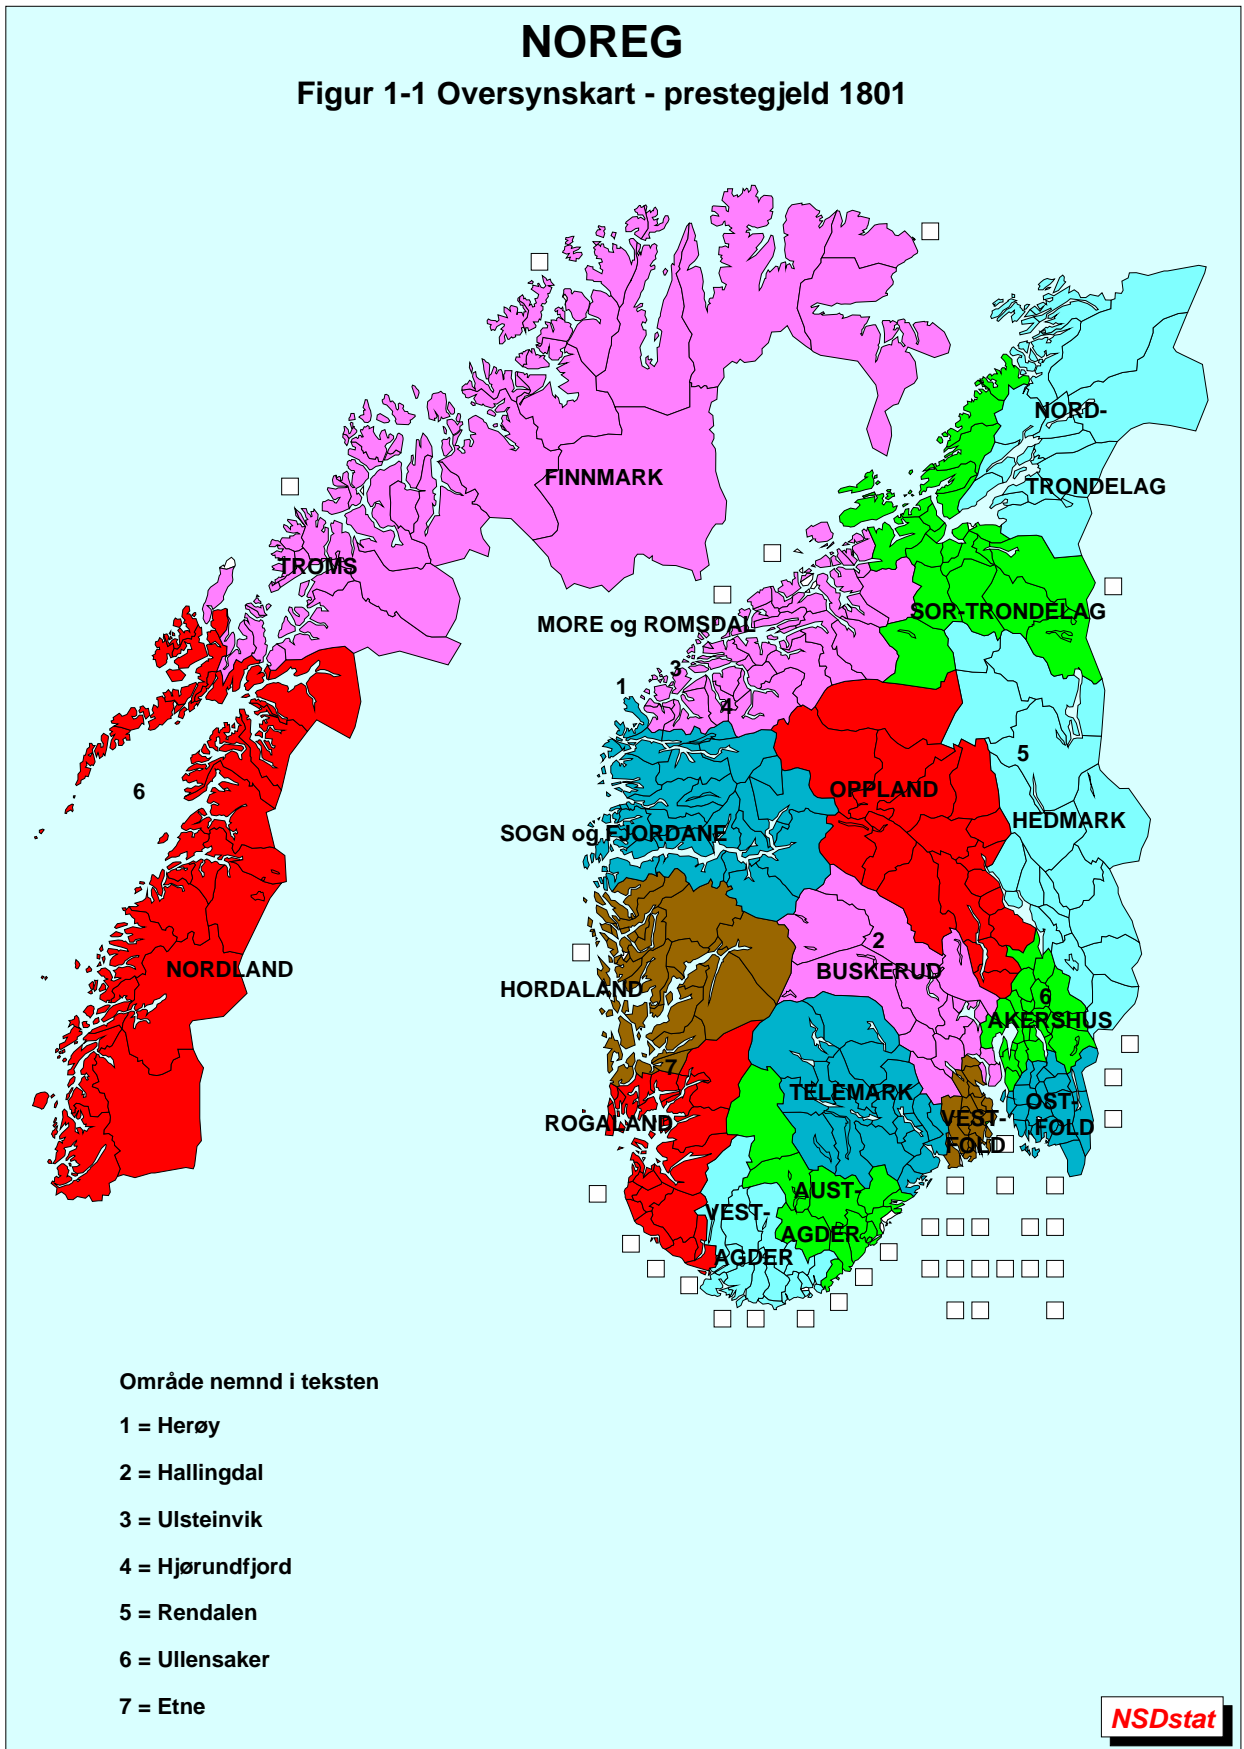 NOREG
Figur 1-1 Oversynskart - prestegjeld 1801
NORD-
FINNMARK
TRONDELAG
TROMS
SOR-TRONDELAG
MORE og ROMSDAL
3
1
4
5
6
OPPLAND
HEDMARK
SOGN og FJORDANE
2
NORDLAND
BUSKERUD
HORDALAND
6
AKERSHUS
7
TELEMARK
OST-
ROGALAND
VEST-
FOLD
FOLD
AUST-
VEST-
AGDER
AGDER
Område nemnd i teksten
1 = Herøy
2 = Hallingdal
3 = Ulsteinvik
4 = Hjørundfjord
5 = Rendalen
6 = Ullensaker
7 = Etne
NSDstat